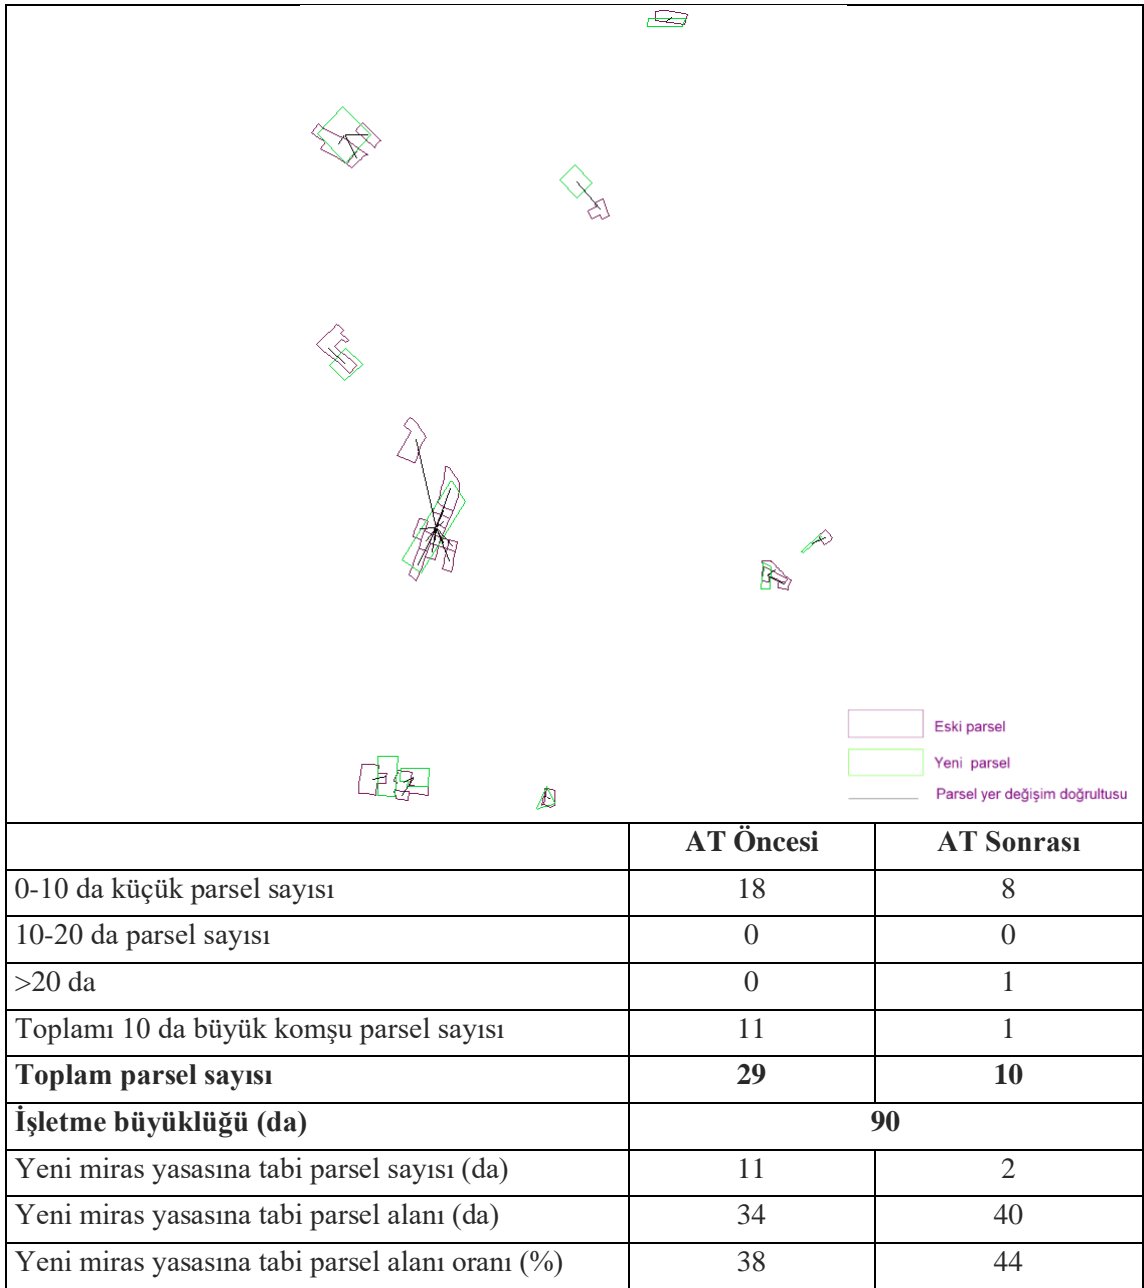 Eski parsel
Yeni parsel
Parsel yer değişim doğrultusu
AT Öncesi AT Sonrası
0-10 da küçük parsel sayısı 18 8
10-20 da parsel sayısı 0 0
>20 da 0 1
Toplamı 10 da büyük komşu parsel sayısı 11 1
Toplam parsel sayısı 29 10
İşletme büyüklüğü (da) 90
Yeni miras yasasına tabi parsel sayısı (da) 11 2
Yeni miras yasasına tabi parsel alanı (da) 34 40
Yeni miras yasasına tabi parsel alanı oranı (%) 38 44